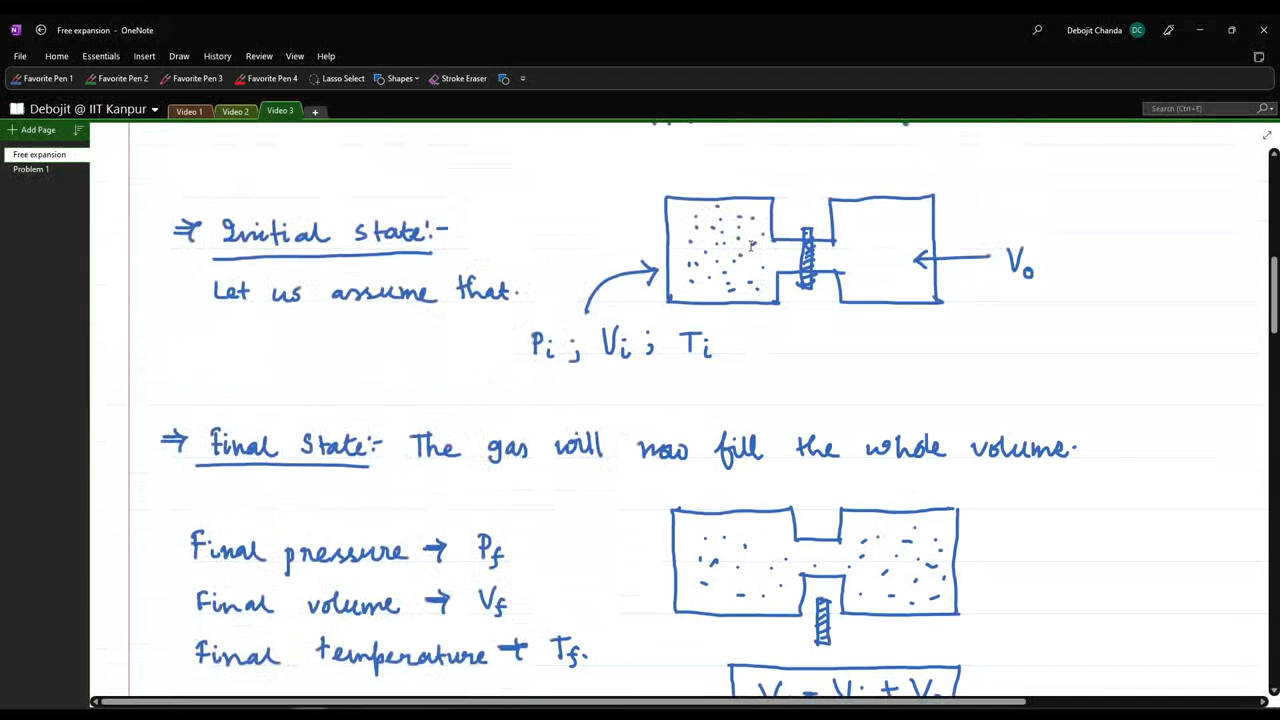 Free expansion - OneNote
Debojit Chanda
DC
File Home Essentials Insert Draw History Review View Help
Favorite Pen 1 Favorite Pen 2 Favorite Pen 3 Favorite Pen 4 Lasso Select Shapes Stroke Eraser
Debojit @ IIT Kanpur Video 1 Video 2 Video 3 +
Search (Ctrl+E)
Add Page
Free expansion
Problem 1
⇒ Initial state:-
Let us assume that.
V₀
Pᵢ ; Vᵢ ; Tᵢ
⇒ Final State:- The gas will now fill the whole volume.
Final pressure → P_f
Final volume → V_f
Final temperature → T_f.